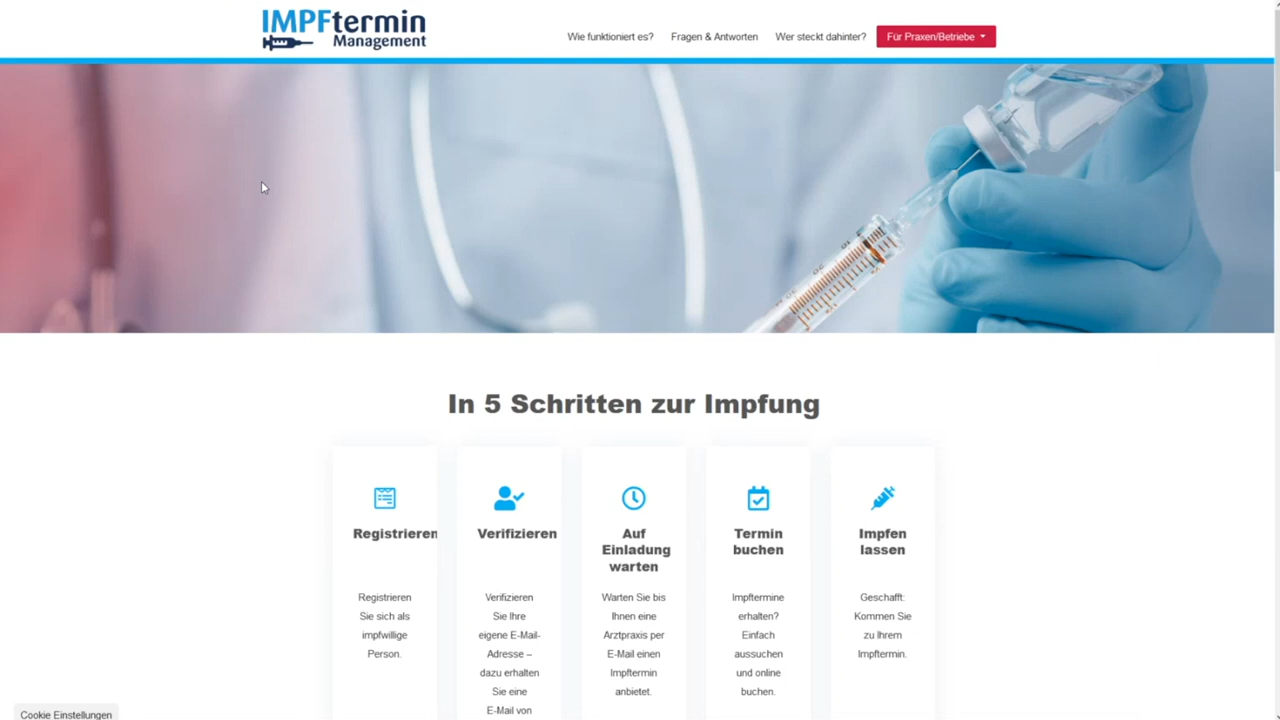 IMPFtermin
Management
Wie funktioniert es?
Fragen & Antworten
Wer steckt dahinter?
Für Praxen/Betriebe
In 5 Schritten zur Impfung
Registrieren
Registrieren
Sie sich als
impfwillige
Person.
Verifizieren
Verifizieren
Sie Ihre
eigene E-Mail-
Adresse –
dazu erhalten
Sie eine
E-Mail von
Auf
Einladung
warten
Warten Sie bis
Ihnen eine
Arztpraxis per
E-Mail einen
Impftermin
anbietet.
Termin
buchen
Impftermine
erhalten?
Einfach
aussuchen
und online
buchen.
Impfen
lassen
Geschafft:
Kommen Sie
zu Ihrem
Impftermin.
Cookie Einstellungen